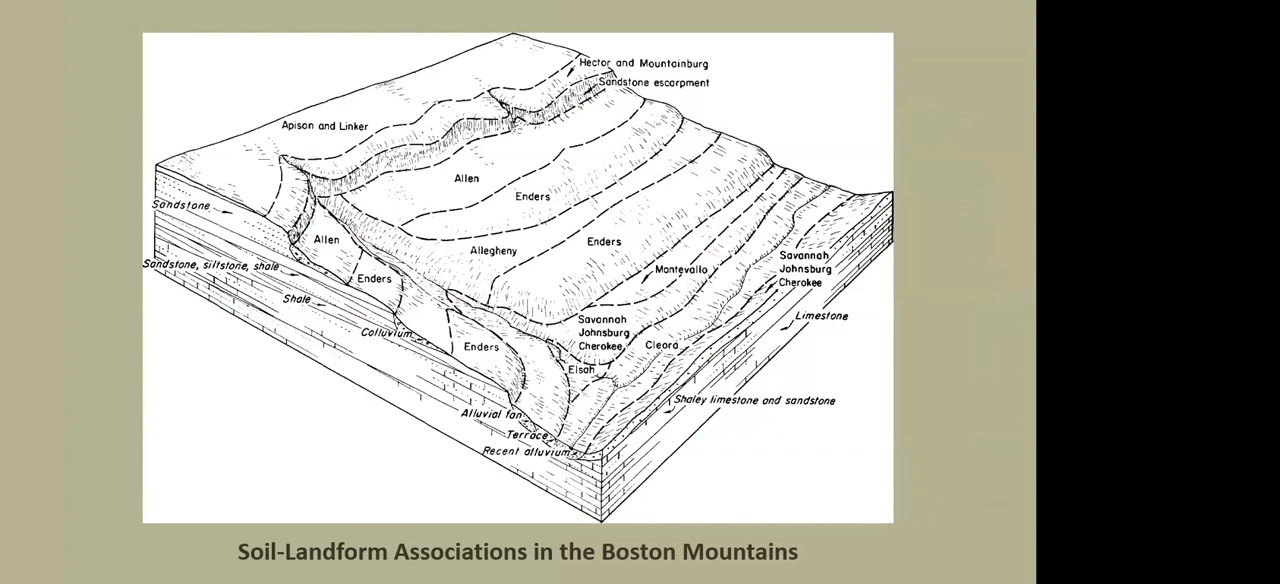 Hector and Mountainburg
Sandstone escarpment
Apison and Linker
Allen
Enders
Sandstone
Allen
Allegheny
Enders
Sandstone, siltstone, shale
Enders
Montevallo
Savannah
Johnsburg
Cherokee
Shale
Limestone
Colluvium
Savannah
Johnsburg
Cherokee
Enders
Cleora
Elsah
Shaley limestone and sandstone
Alluvial fan
Terrace
Recent alluvium
Soil-Landform Associations in the Boston Mountains